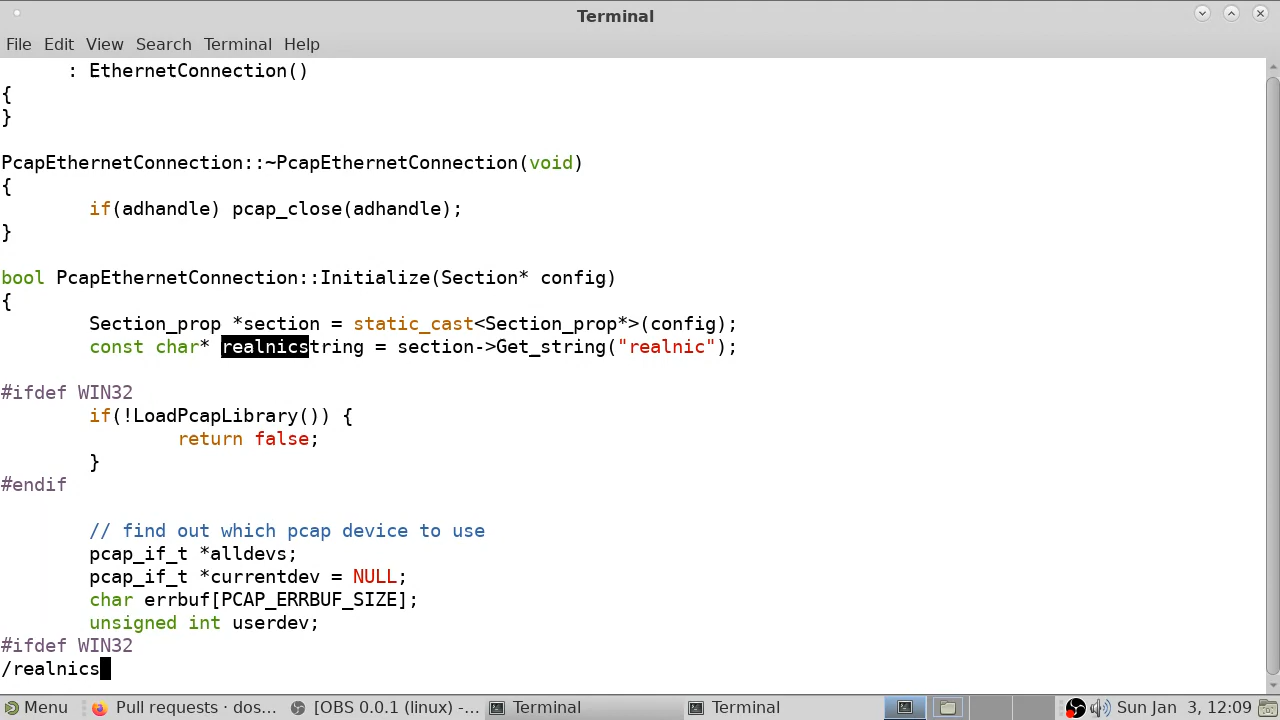 Terminal
File Edit View Search Terminal Help
: EthernetConnection()
{
}
PcapEthernetConnection::~PcapEthernetConnection(void)
{
if(adhandle) pcap_close(adhandle);
}
bool PcapEthernetConnection::Initialize(Section* config)
{
Section_prop *section = static_cast<Section_prop*>(config);
const char* realnicstring = section->Get_string("realnic");
#ifdef WIN32
if(!LoadPcapLibrary()) {
return false;
}
#endif
// find out which pcap device to use
pcap_if_t *alldevs;
pcap_if_t *currentdev = NULL;
char errbuf[PCAP_ERRBUF_SIZE];
unsigned int userdev;
#ifdef WIN32
/realnics
Menu Pull requests · dos... [OBS 0.0.1 (linux) -... Terminal Terminal Sun Jan 3, 12:09